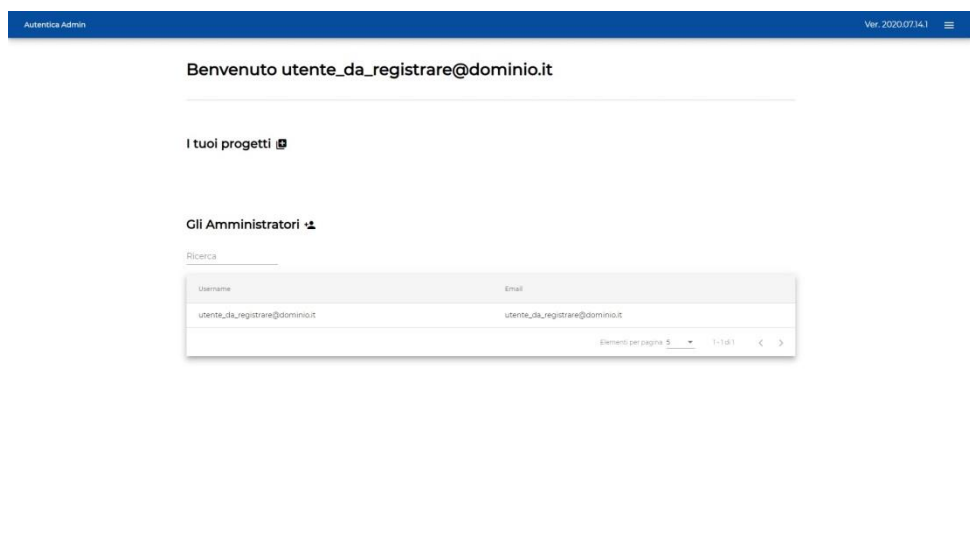 Autentica Admin Ver. 2020.07.14.1
Benvenuto utente_da_registrare@dominio.it
I tuoi progetti
Gli Amministratori
Ricerca
Username Email
utente_da_registrare@dominio.it utente_da_registrare@dominio.it
Elementi per pagina 5 1 - 1 di 1